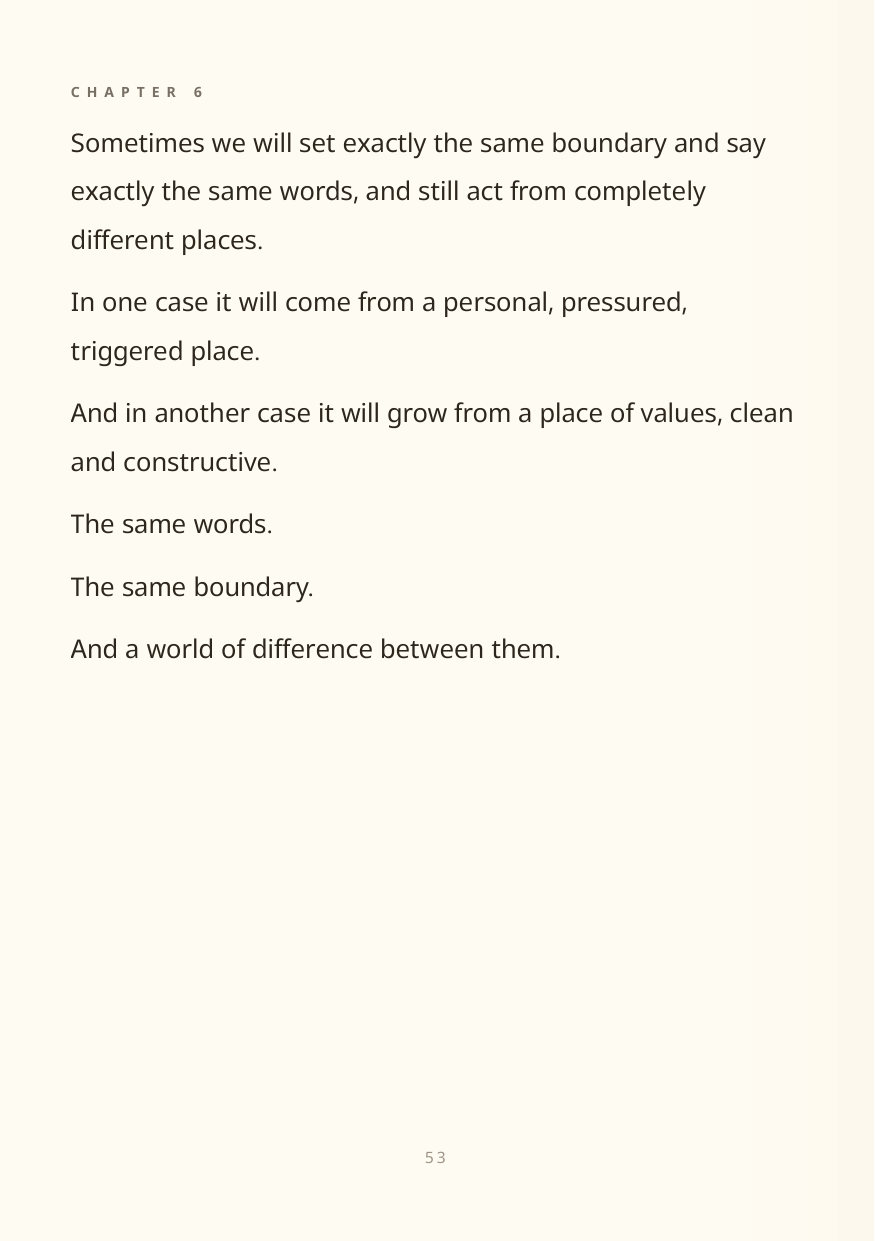 CHAPTER 6
Sometimes we will set exactly the same boundary and say
exactly the same words, and still act from completely
different places.
In one case it will come from a personal, pressured,
triggered place.
And in another case it will grow from a place of values, clean
and constructive.
The same words.
The same boundary.
And a world of difference between them.
53